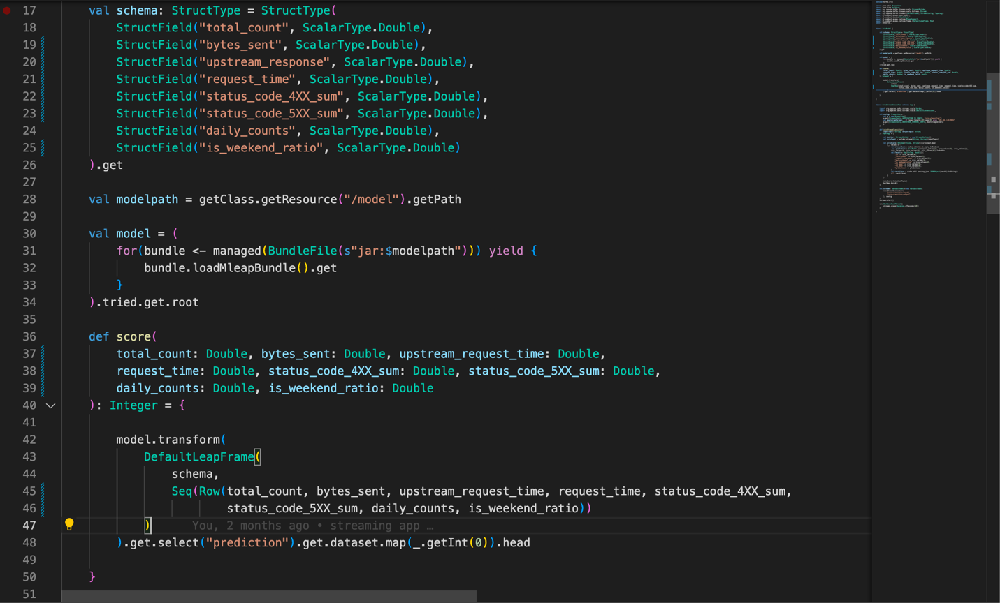 17 val schema: StructType = StructType(
18 StructField("total_count", ScalarType.Double),
19 StructField("bytes_sent", ScalarType.Double),
20 StructField("upstream_response", ScalarType.Double),
21 StructField("request_time", ScalarType.Double),
22 StructField("status_code_4XX_sum", ScalarType.Double),
23 StructField("status_code_5XX_sum", ScalarType.Double),
24 StructField("daily_counts", ScalarType.Double),
25 StructField("is_weekend_ratio", ScalarType.Double)
26 ).get
27
28 val modelpath = getClass.getResource("/model").getPath
29
30 val model = (
31 for(bundle <- managed(BundleFile(s"jar:$modelpath"))) yield {
32 bundle.loadMleapBundle().get
33 }
34 ).tried.get.root
35
36 def score(
37 total_count: Double, bytes_sent: Double, upstream_request_time: Double,
38 request_time: Double, status_code_4XX_sum: Double, status_code_5XX_sum: Double,
39 daily_counts: Double, is_weekend_ratio: Double
40 ): Integer = {
41
42 model.transform(
43 DefaultLeapFrame(
44 schema,
45 Seq(Row(total_count, bytes_sent, upstream_request_time, request_time, status_code_4XX_sum,
46 status_code_5XX_sum, daily_counts, is_weekend_ratio))
47 ) You, 2 months ago • streaming app …
48 ).get.select("prediction").get.dataset.map(_.getInt(0)).head
49
50 }
51